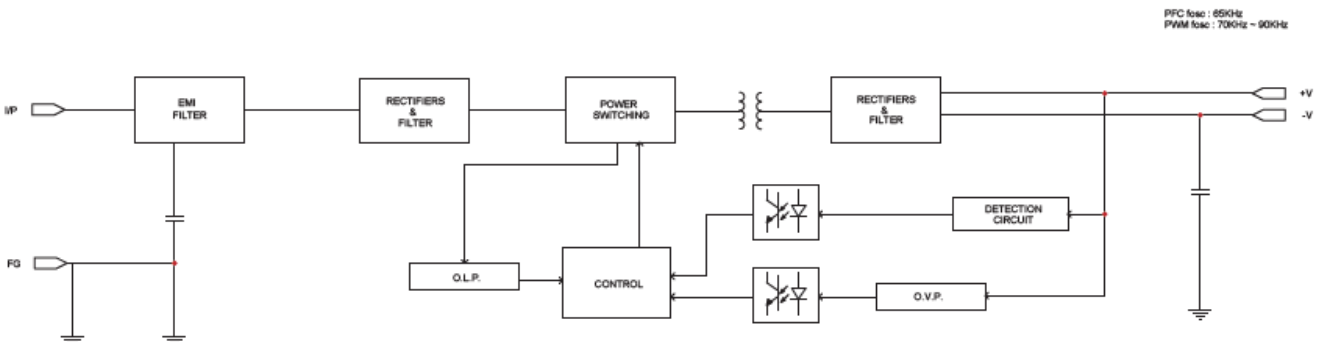 PFC fosc : 65KHz
PWM fosc : 70KHz ~ 90KHz
I/P
EMI
FILTER
RECTIFIERS
&
FILTER
POWER
SWITCHING
RECTIFIERS
&
FILTER
+V
-V
DETECTION
CIRCUIT
FG
O.L.P.
CONTROL
O.V.P.